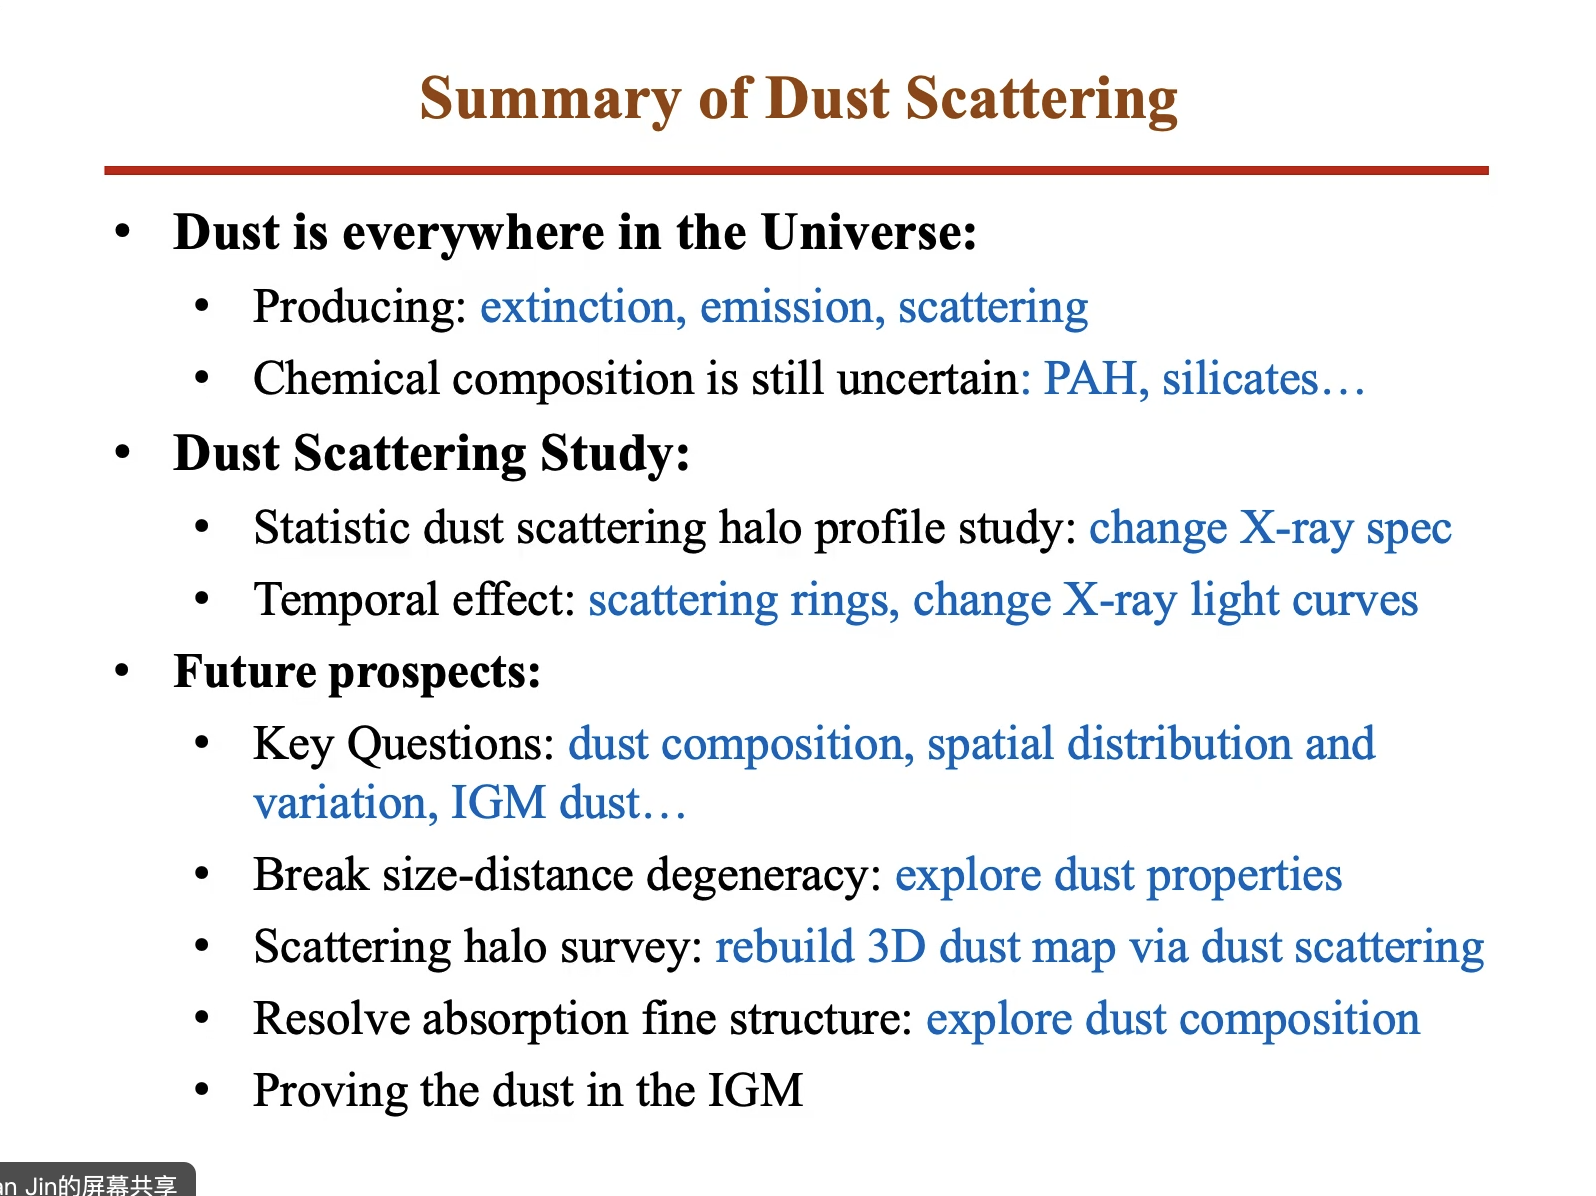 Summary of Dust Scattering
• Dust is everywhere in the Universe:
• Producing: extinction, emission, scattering
• Chemical composition is still uncertain: PAH, silicates…
• Dust Scattering Study:
• Statistic dust scattering halo profile study: change X-ray spec
• Temporal effect: scattering rings, change X-ray light curves
• Future prospects:
• Key Questions: dust composition, spatial distribution and
variation, IGM dust…
• Break size-distance degeneracy: explore dust properties
• Scattering halo survey: rebuild 3D dust map via dust scattering
• Resolve absorption fine structure: explore dust composition
• Proving the dust in the IGM
an Jin的屏幕共享